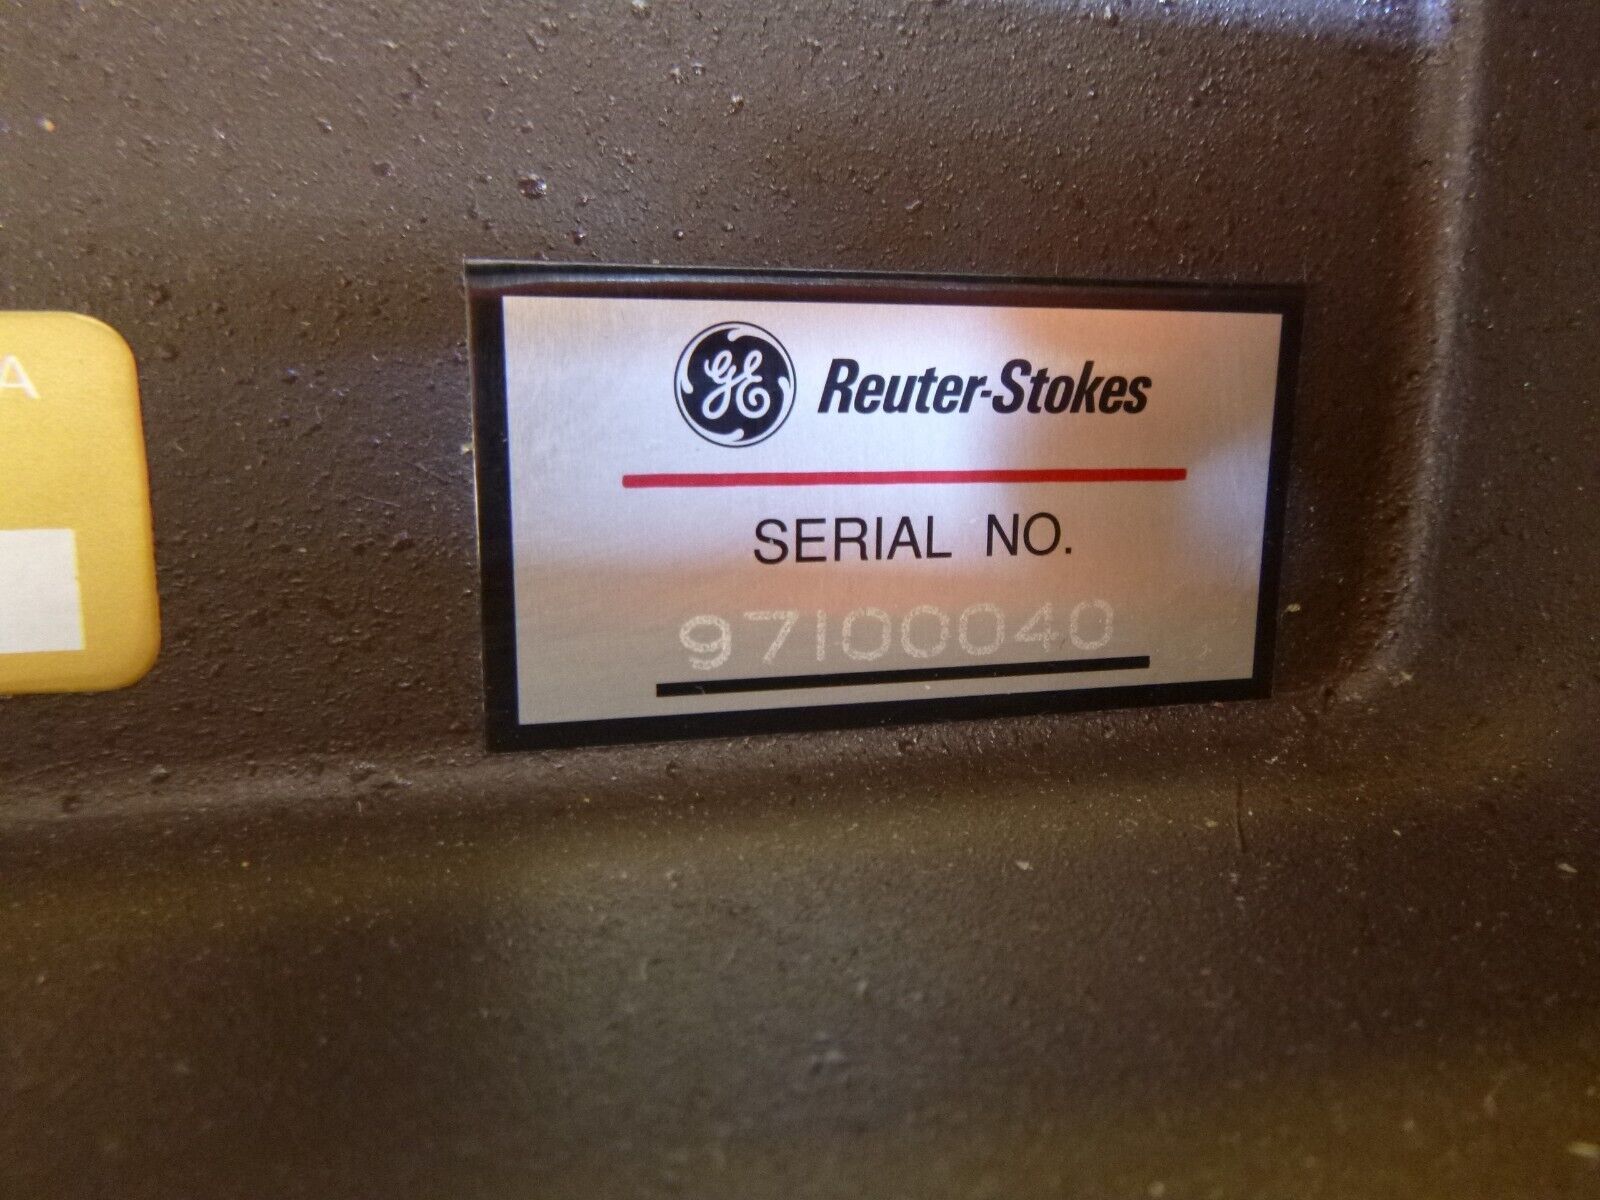 A
GE Reuter-Stokes
SERIAL NO.
97100040